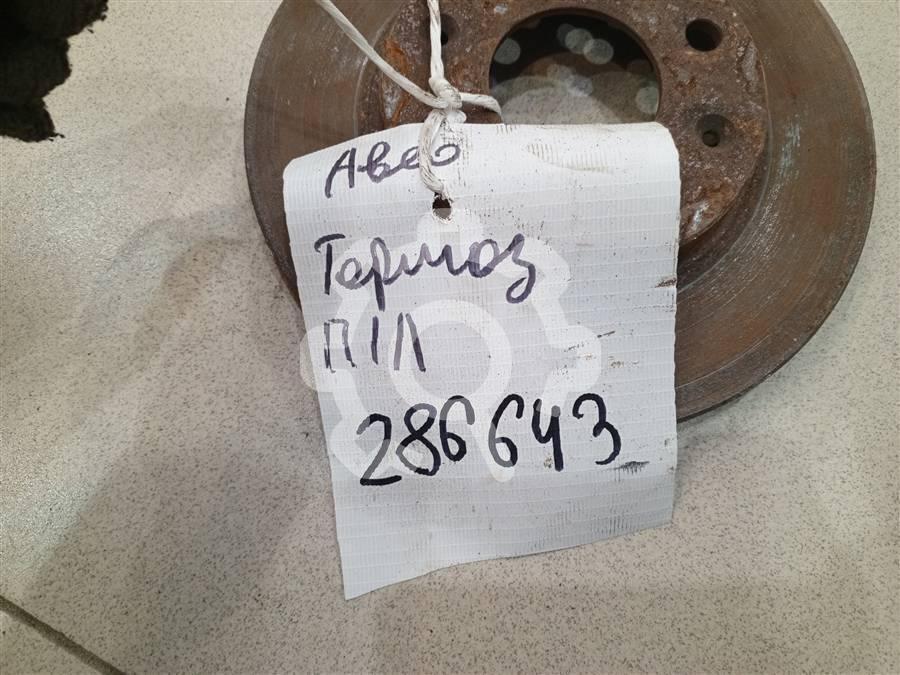 Авео
Тормоз
П/Л
286643